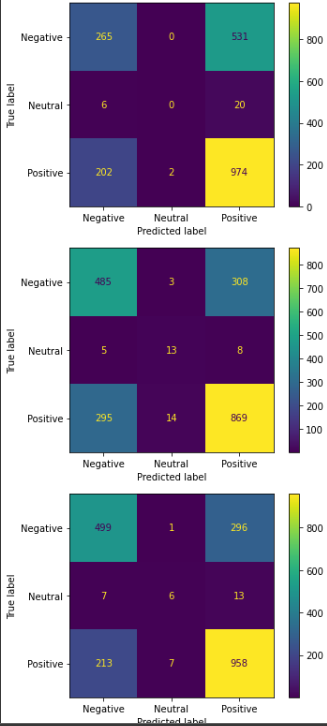 Negative 265 0 531
Neutral 6 0 20
Positive 202 2 974
Negative Neutral Positive
Predicted label
True label
800
600
400
200
0
Negative 485 3 308
Neutral 5 13 8
Positive 295 14 869
Negative Neutral Positive
Predicted label
True label
800
700
600
500
400
300
200
100
Negative 499 1 296
Neutral 7 6 13
Positive 213 7 958
Negative Neutral Positive
Predicted label
True label
800
600
400
200